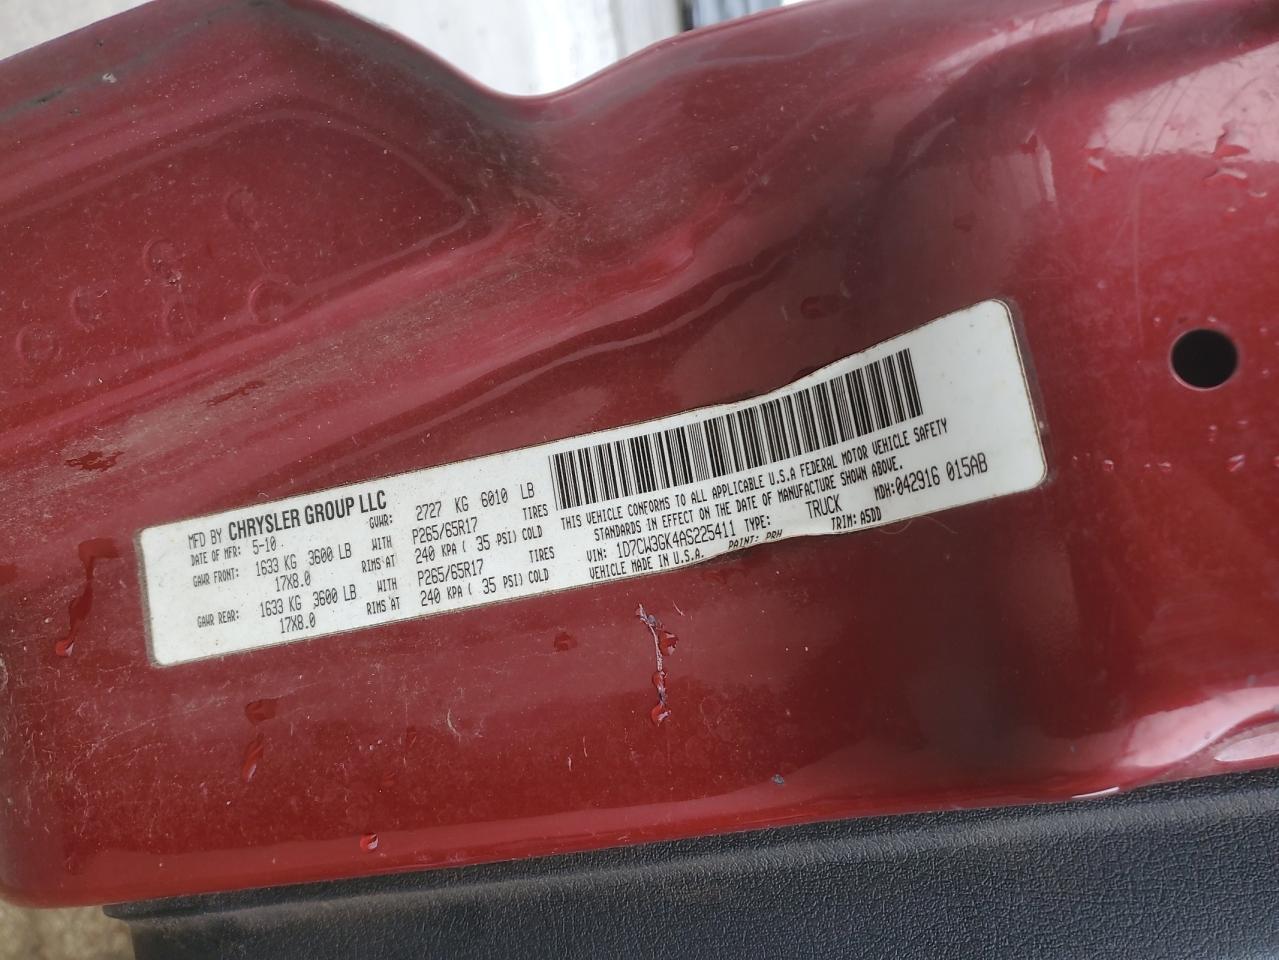 MFD BY CHRYSLER GROUP LLC
DATE OF MFR: 5-10 GVWR: 2727 KG 6010 LB
GAWR FRONT: 1633 KG 3600 LB WITH P265/65R17 TIRES
17X8.0 RIMS AT 240 KPA ( 35 PSI) COLD
GAWR REAR: 1633 KG 3600 LB WITH P265/65R17 TIRES
17X8.0 RIMS AT 240 KPA ( 35 PSI) COLD
THIS VEHICLE CONFORMS TO ALL APPLICABLE U.S.A FEDERAL MOTOR VEHICLE SAFETY
STANDARDS IN EFFECT ON THE DATE OF MANUFACTURE SHOWN ABOVE.
VIN: 1D7CW3GK4AS225411 TYPE: TRUCK MDH: 042916 015AB
VEHICLE MADE IN U.S.A. PAINT: PRH TRIM: ASDD